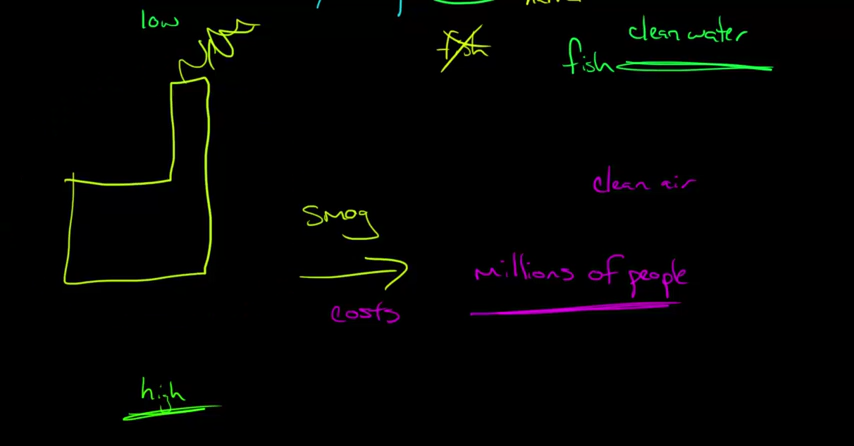 low
fish
clean water
fish
clean air
smog
millions of people
costs
high